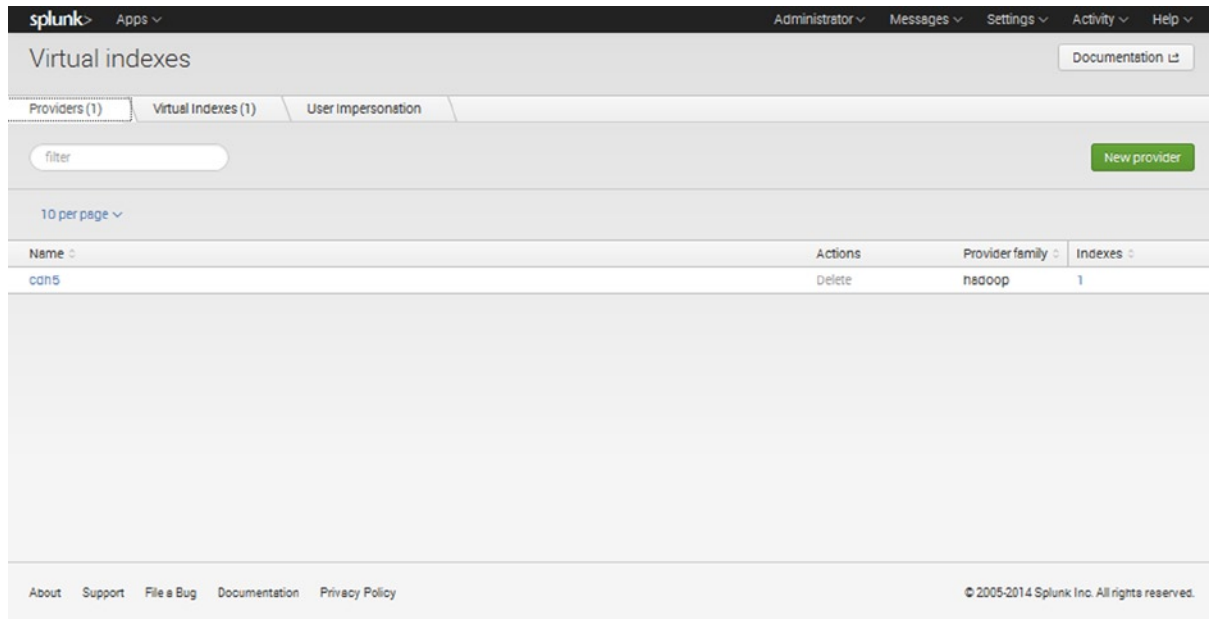 splunk> Apps Administrator Messages Settings Activity Help
Virtual indexes Documentation
Providers (1) Virtual Indexes (1) User Impersonation
filter New provider
10 per page
Name Actions Provider family Indexes
cdh5 Delete hadoop 1
About Support File a Bug Documentation Privacy Policy © 2005-2014 Splunk Inc. All rights reserved.